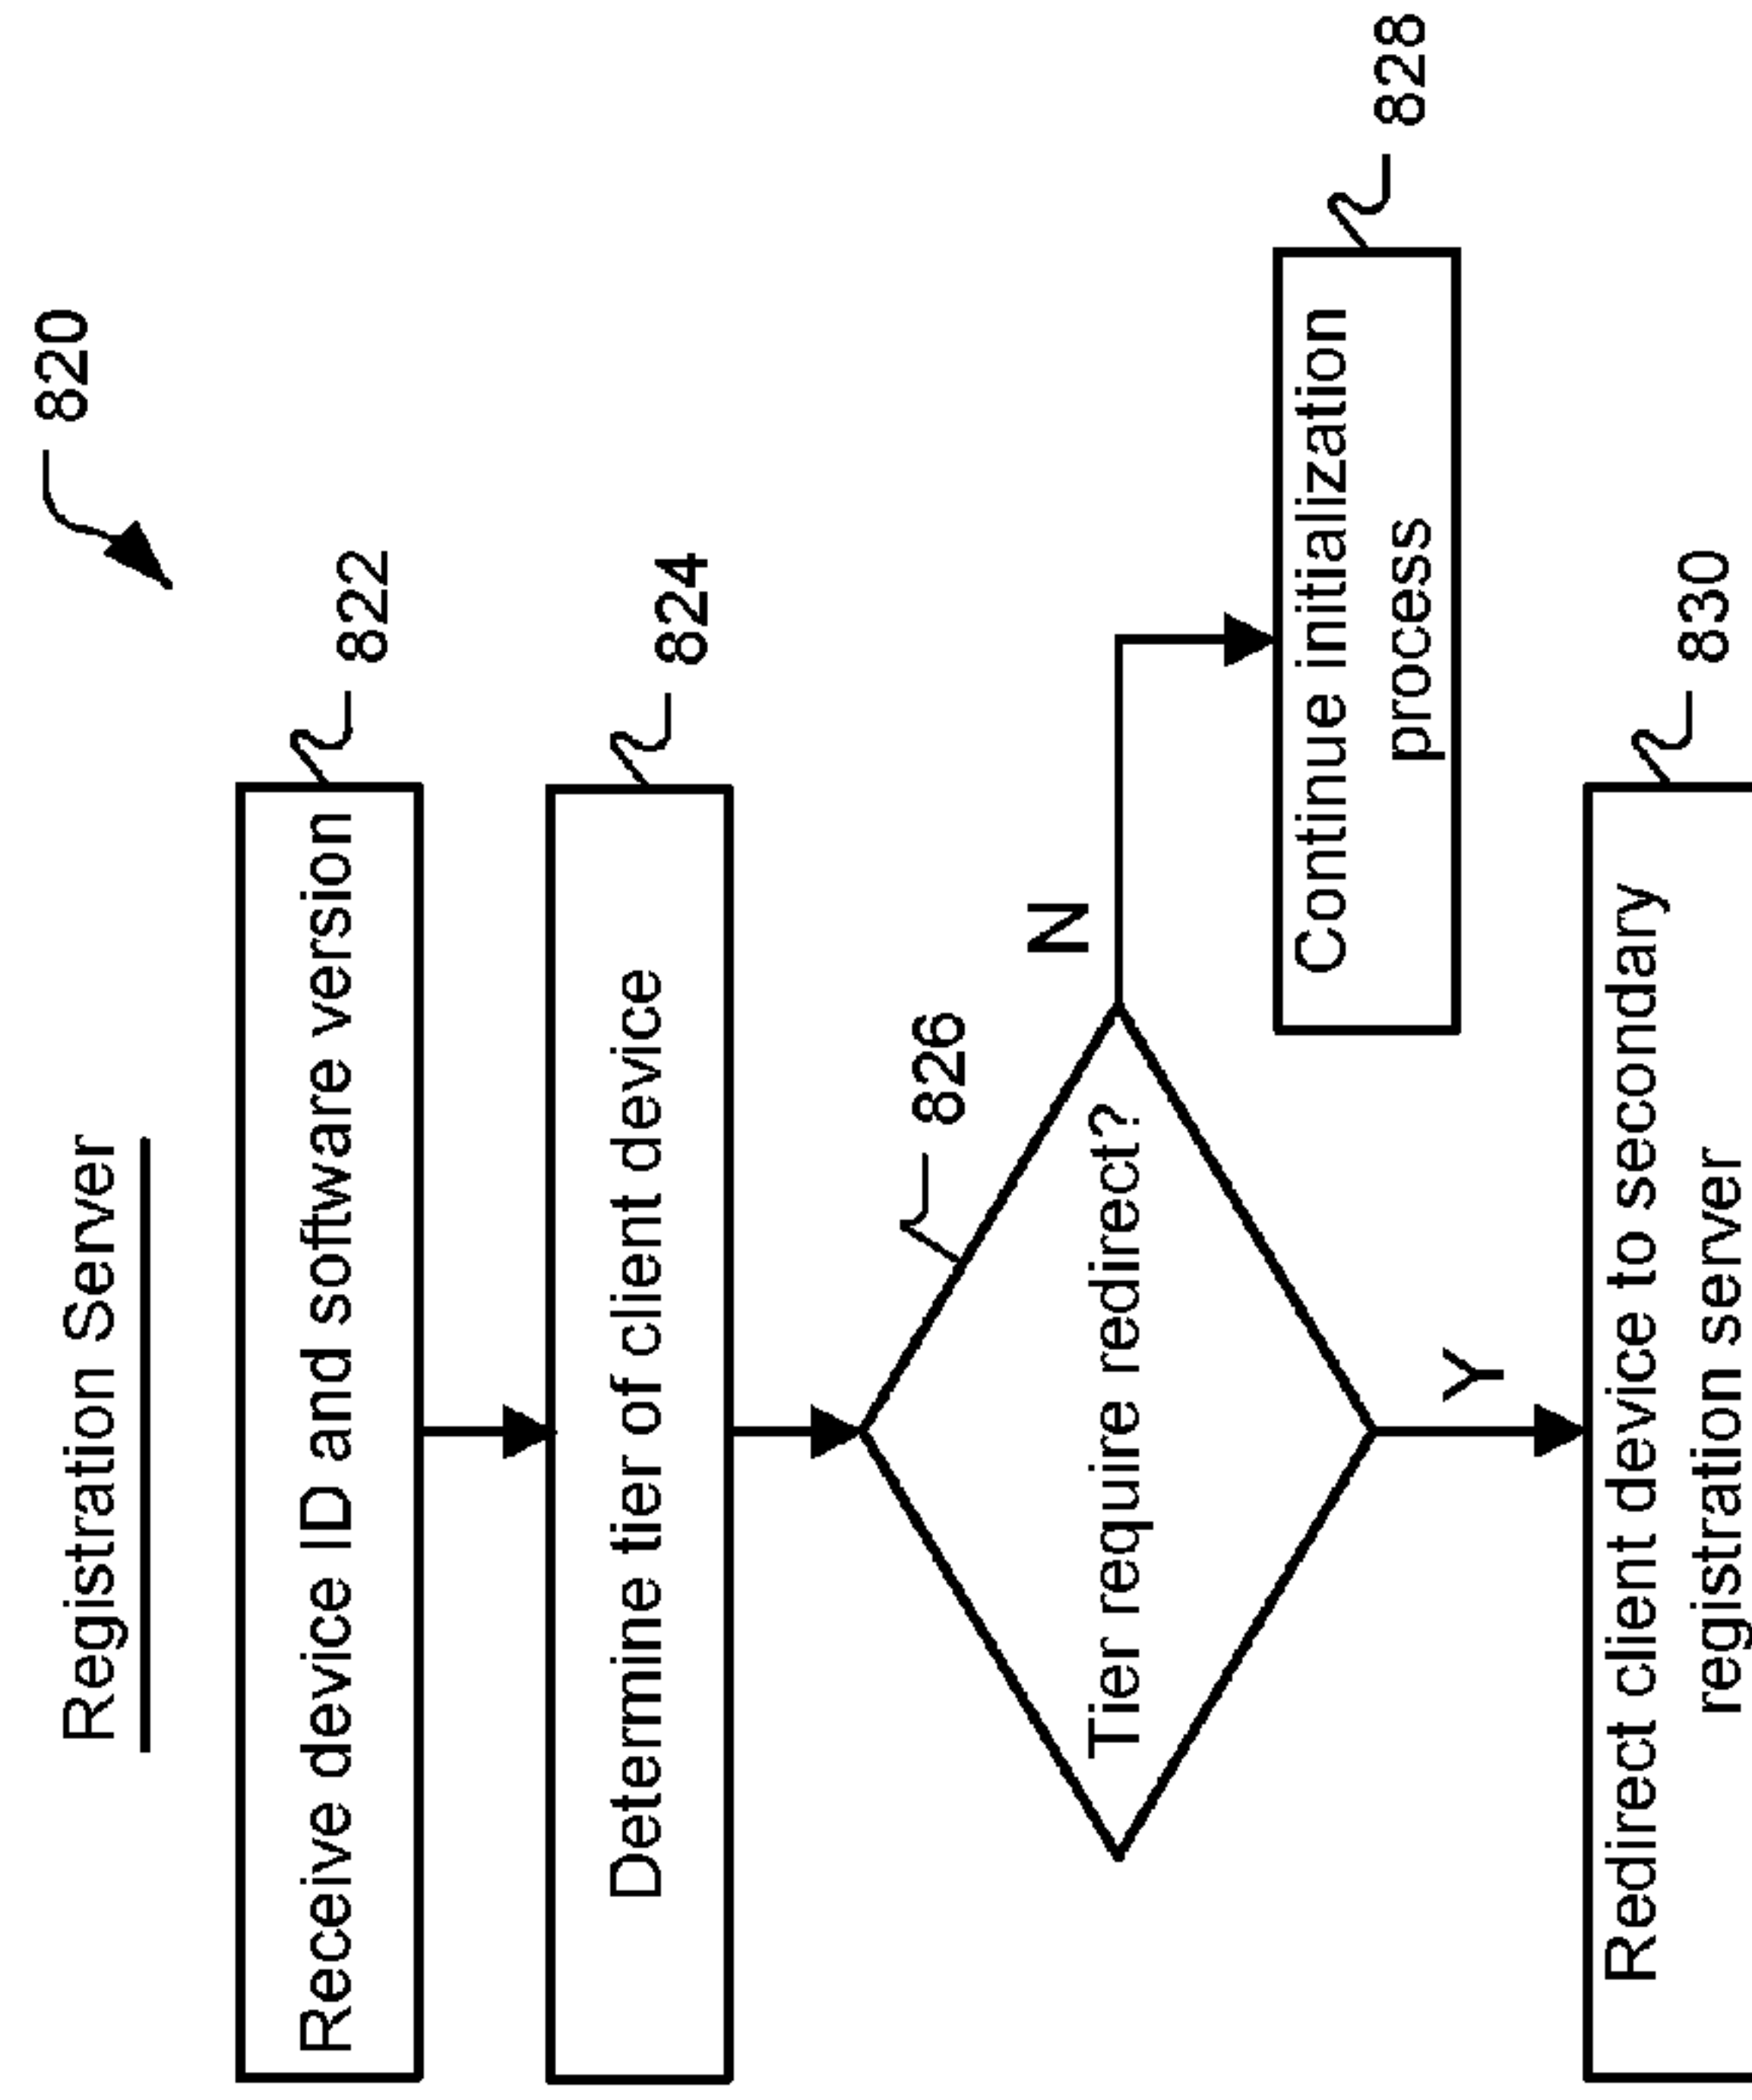 Registration Server
820
Receive device ID and software version
822
Determine tier of client device
824
826
Tier require redirect?
N
Continue initialization
process
828
Y
Redirect client device to secondary
registration server
830